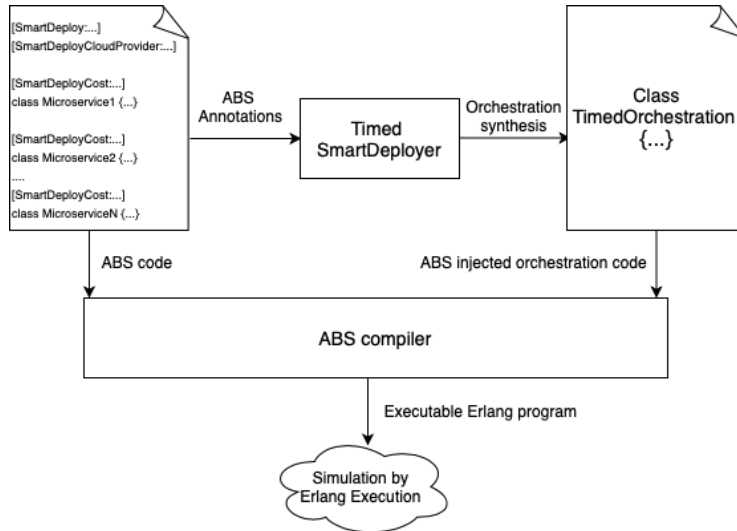 [SmartDeploy:...]
[SmartDeployCloudProvider:...]
[SmartDeployCost:...]
class Microservice1 {...}
[SmartDeployCost:...]
class Microservice2 {...}
....
[SmartDeployCost:...]
class MicroserviceN {...}
ABS
Annotations
Timed
SmartDeployer
Orchestration
synthesis
Class
TimedOrchestration
{...}
ABS code
ABS injected orchestration code
ABS compiler
Executable Erlang program
Simulation by
Erlang Execution